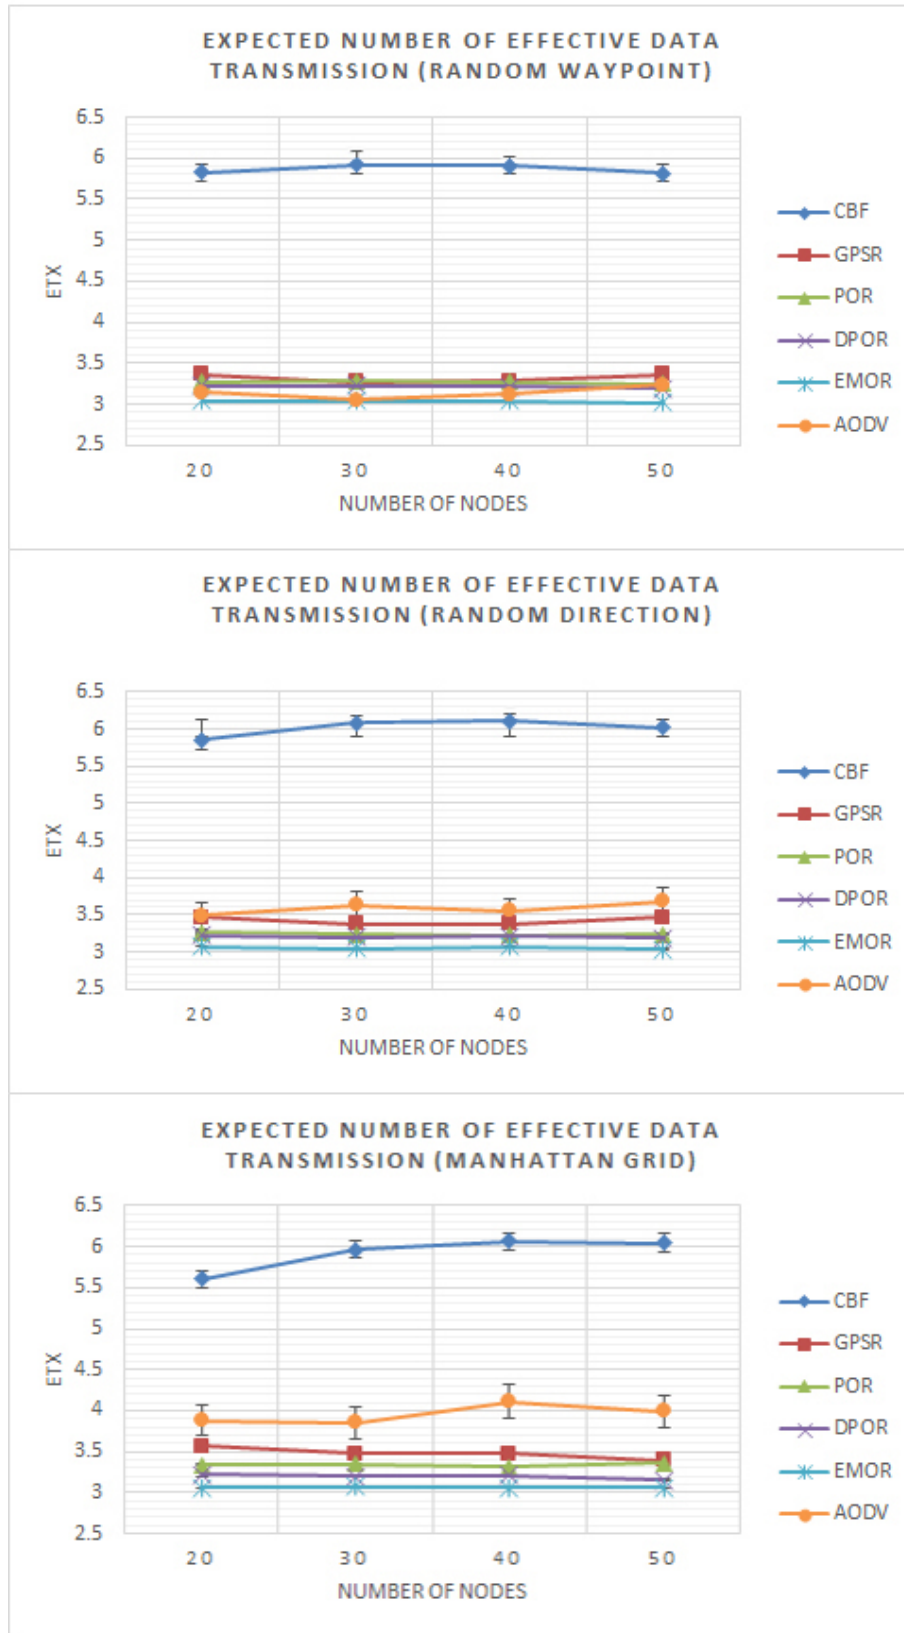 EXPECTED NUMBER OF EFFECTIVE DATA
TRANSMISSION (RANDOM WAYPOINT)
6.5
6
5.5
5
4.5
4
3.5
3
2.5
ETX
20 30 40 50
NUMBER OF NODES
CBF
GPSR
POR
DPOR
EMOR
AODV
EXPECTED NUMBER OF EFFECTIVE DATA
TRANSMISSION (RANDOM DIRECTION)
6.5
6
5.5
5
4.5
4
3.5
3
2.5
ETX
20 30 40 50
NUMBER OF NODES
CBF
GPSR
POR
DPOR
EMOR
AODV
EXPECTED NUMBER OF EFFECTIVE DATA
TRANSMISSION (MANHATTAN GRID)
6.5
6
5.5
5
4.5
4
3.5
3
2.5
ETX
20 30 40 50
NUMBER OF NODES
CBF
GPSR
POR
DPOR
EMOR
AODV